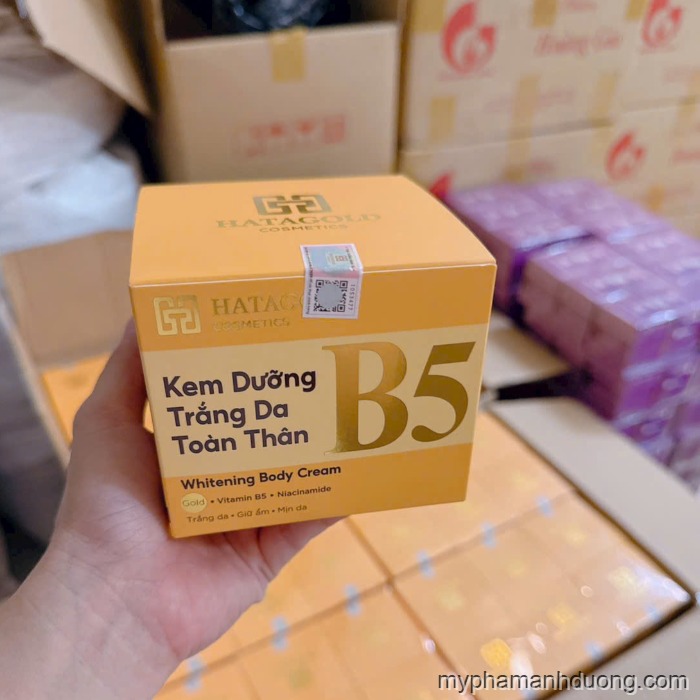 HATAGOLD
COSMETICS
HATAGOLD
COSMETICS
Kem Dưỡng
Trắng Da
Toàn Thân
B5
Whitening Body Cream
Gold • Vitamin B5 • Niacinamide
Trắng da • Giữ ẩm • Mịn da
myphamanhduong.com